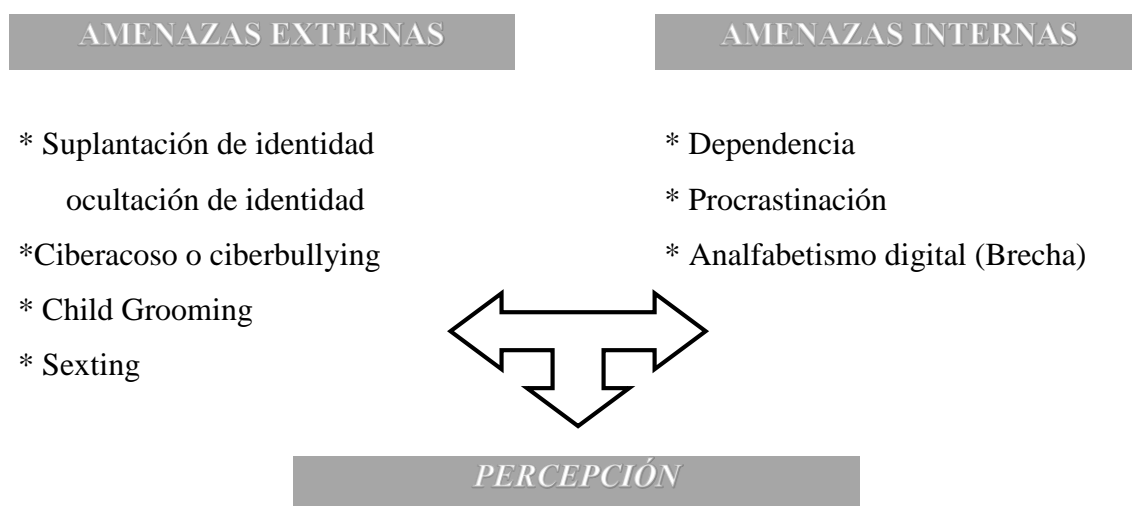 AMENAZAS EXTERNAS
* Suplantación de identidad
ocultación de identidad
*Ciberacoso o ciberbullying
* Child Grooming
* Sexting
AMENAZAS INTERNAS
* Dependencia
* Procrastinación
* Analfabetismo digital (Brecha)
PERCEPCIÓN